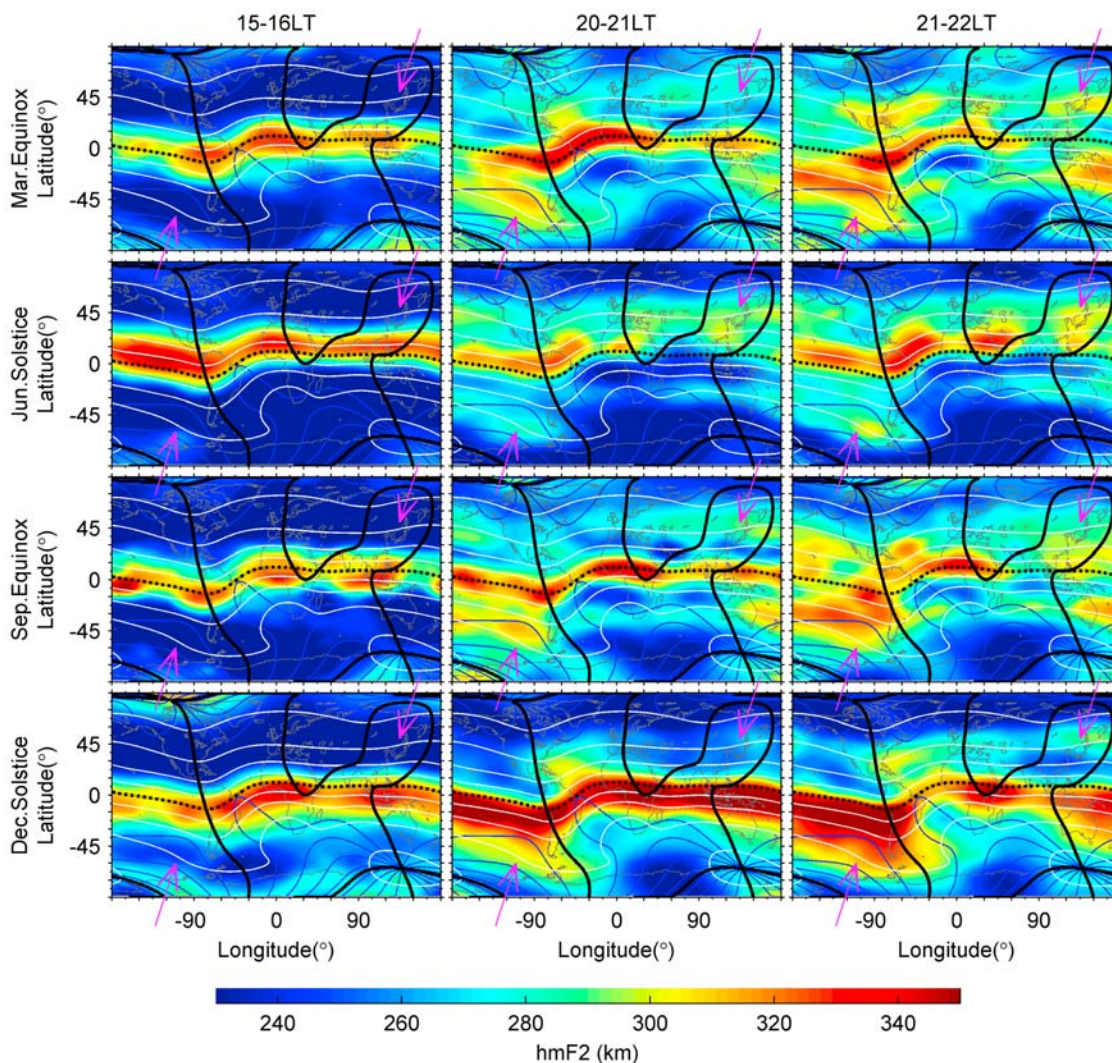 15-16LT 20-21LT 21-22LT
Mar.Equinox
Latitude(°)
45
0
-45
Jun.Solstice
Latitude(°)
45
0
-45
Sep.Equinox
Latitude(°)
45
0
-45
Dec.Solstice
Latitude(°)
45
0
-45
-90 0 90 -90 0 90 -90 0 90
Longitude(°) Longitude(°) Longitude(°)
240 260 280 300 320 340
hmF2 (km)